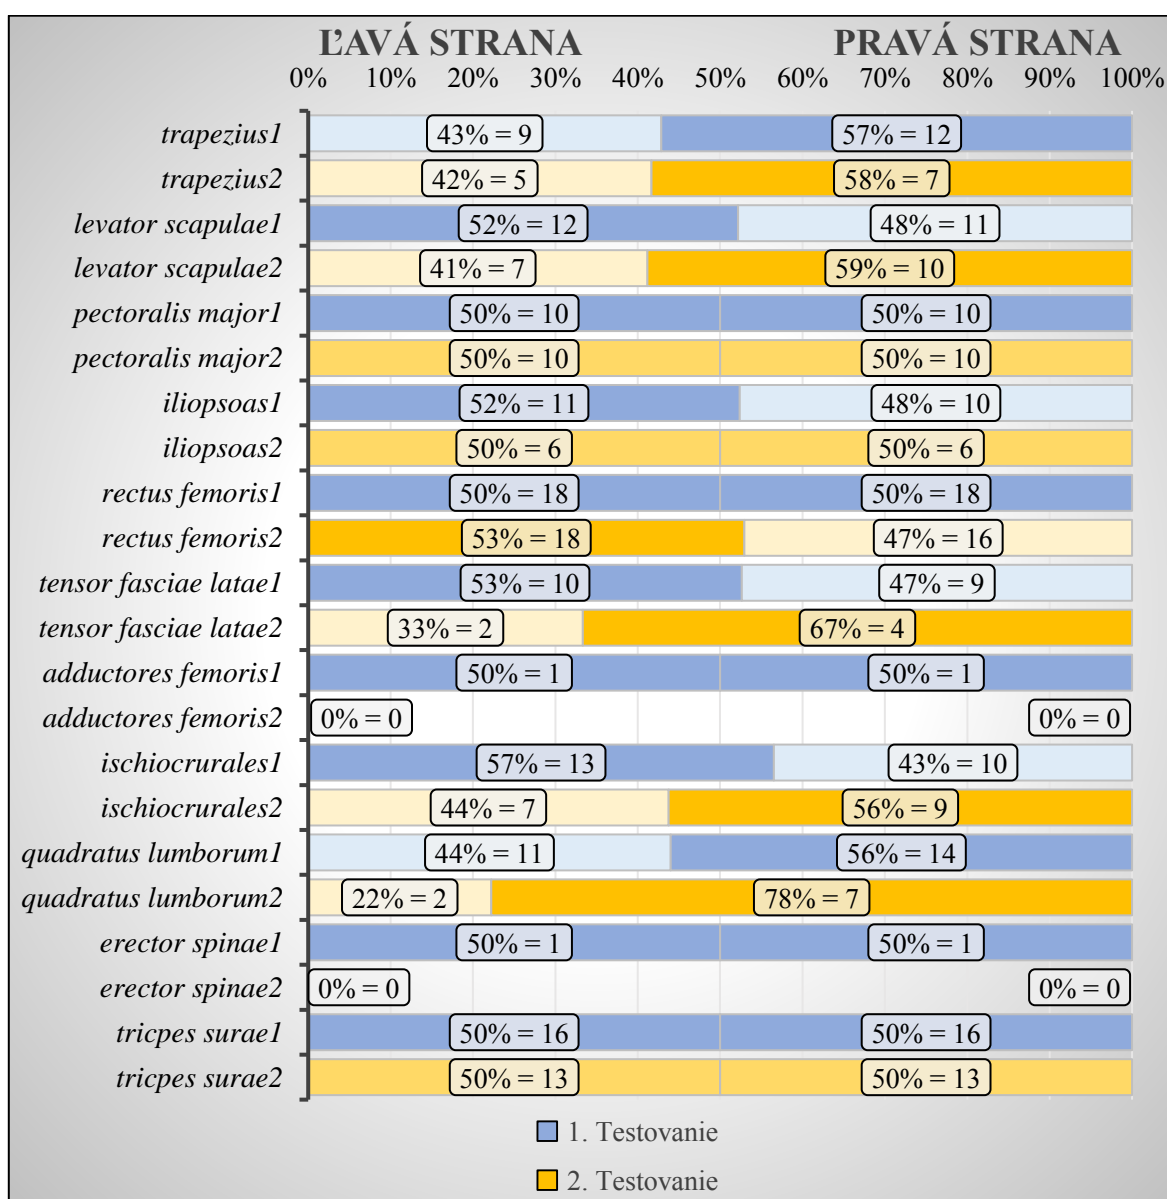 ĽAVÁ STRANA PRAVÁ STRANA
0% 10% 20% 30% 40% 50% 60% 70% 80% 90% 100%
trapezius1 43% = 9 57% = 12
trapezius2 42% = 5 58% = 7
levator scapulae1 52% = 12 48% = 11
levator scapulae2 41% = 7 59% = 10
pectoralis major1 50% = 10 50% = 10
pectoralis major2 50% = 10 50% = 10
iliopsoas1 52% = 11 48% = 10
iliopsoas2 50% = 6 50% = 6
rectus femoris1 50% = 18 50% = 18
rectus femoris2 53% = 18 47% = 16
tensor fasciae latae1 53% = 10 47% = 9
tensor fasciae latae2 33% = 2 67% = 4
adductores femoris1 50% = 1 50% = 1
adductores femoris2 0% = 0 0% = 0
ischiocrurales1 57% = 13 43% = 10
ischiocrurales2 44% = 7 56% = 9
quadratus lumborum1 44% = 11 56% = 14
quadratus lumborum2 22% = 2 78% = 7
erector spinae1 50% = 1 50% = 1
erector spinae2 0% = 0 0% = 0
tricpes surae1 50% = 16 50% = 16
tricpes surae2 50% = 13 50% = 13
1. Testovanie
2. Testovanie